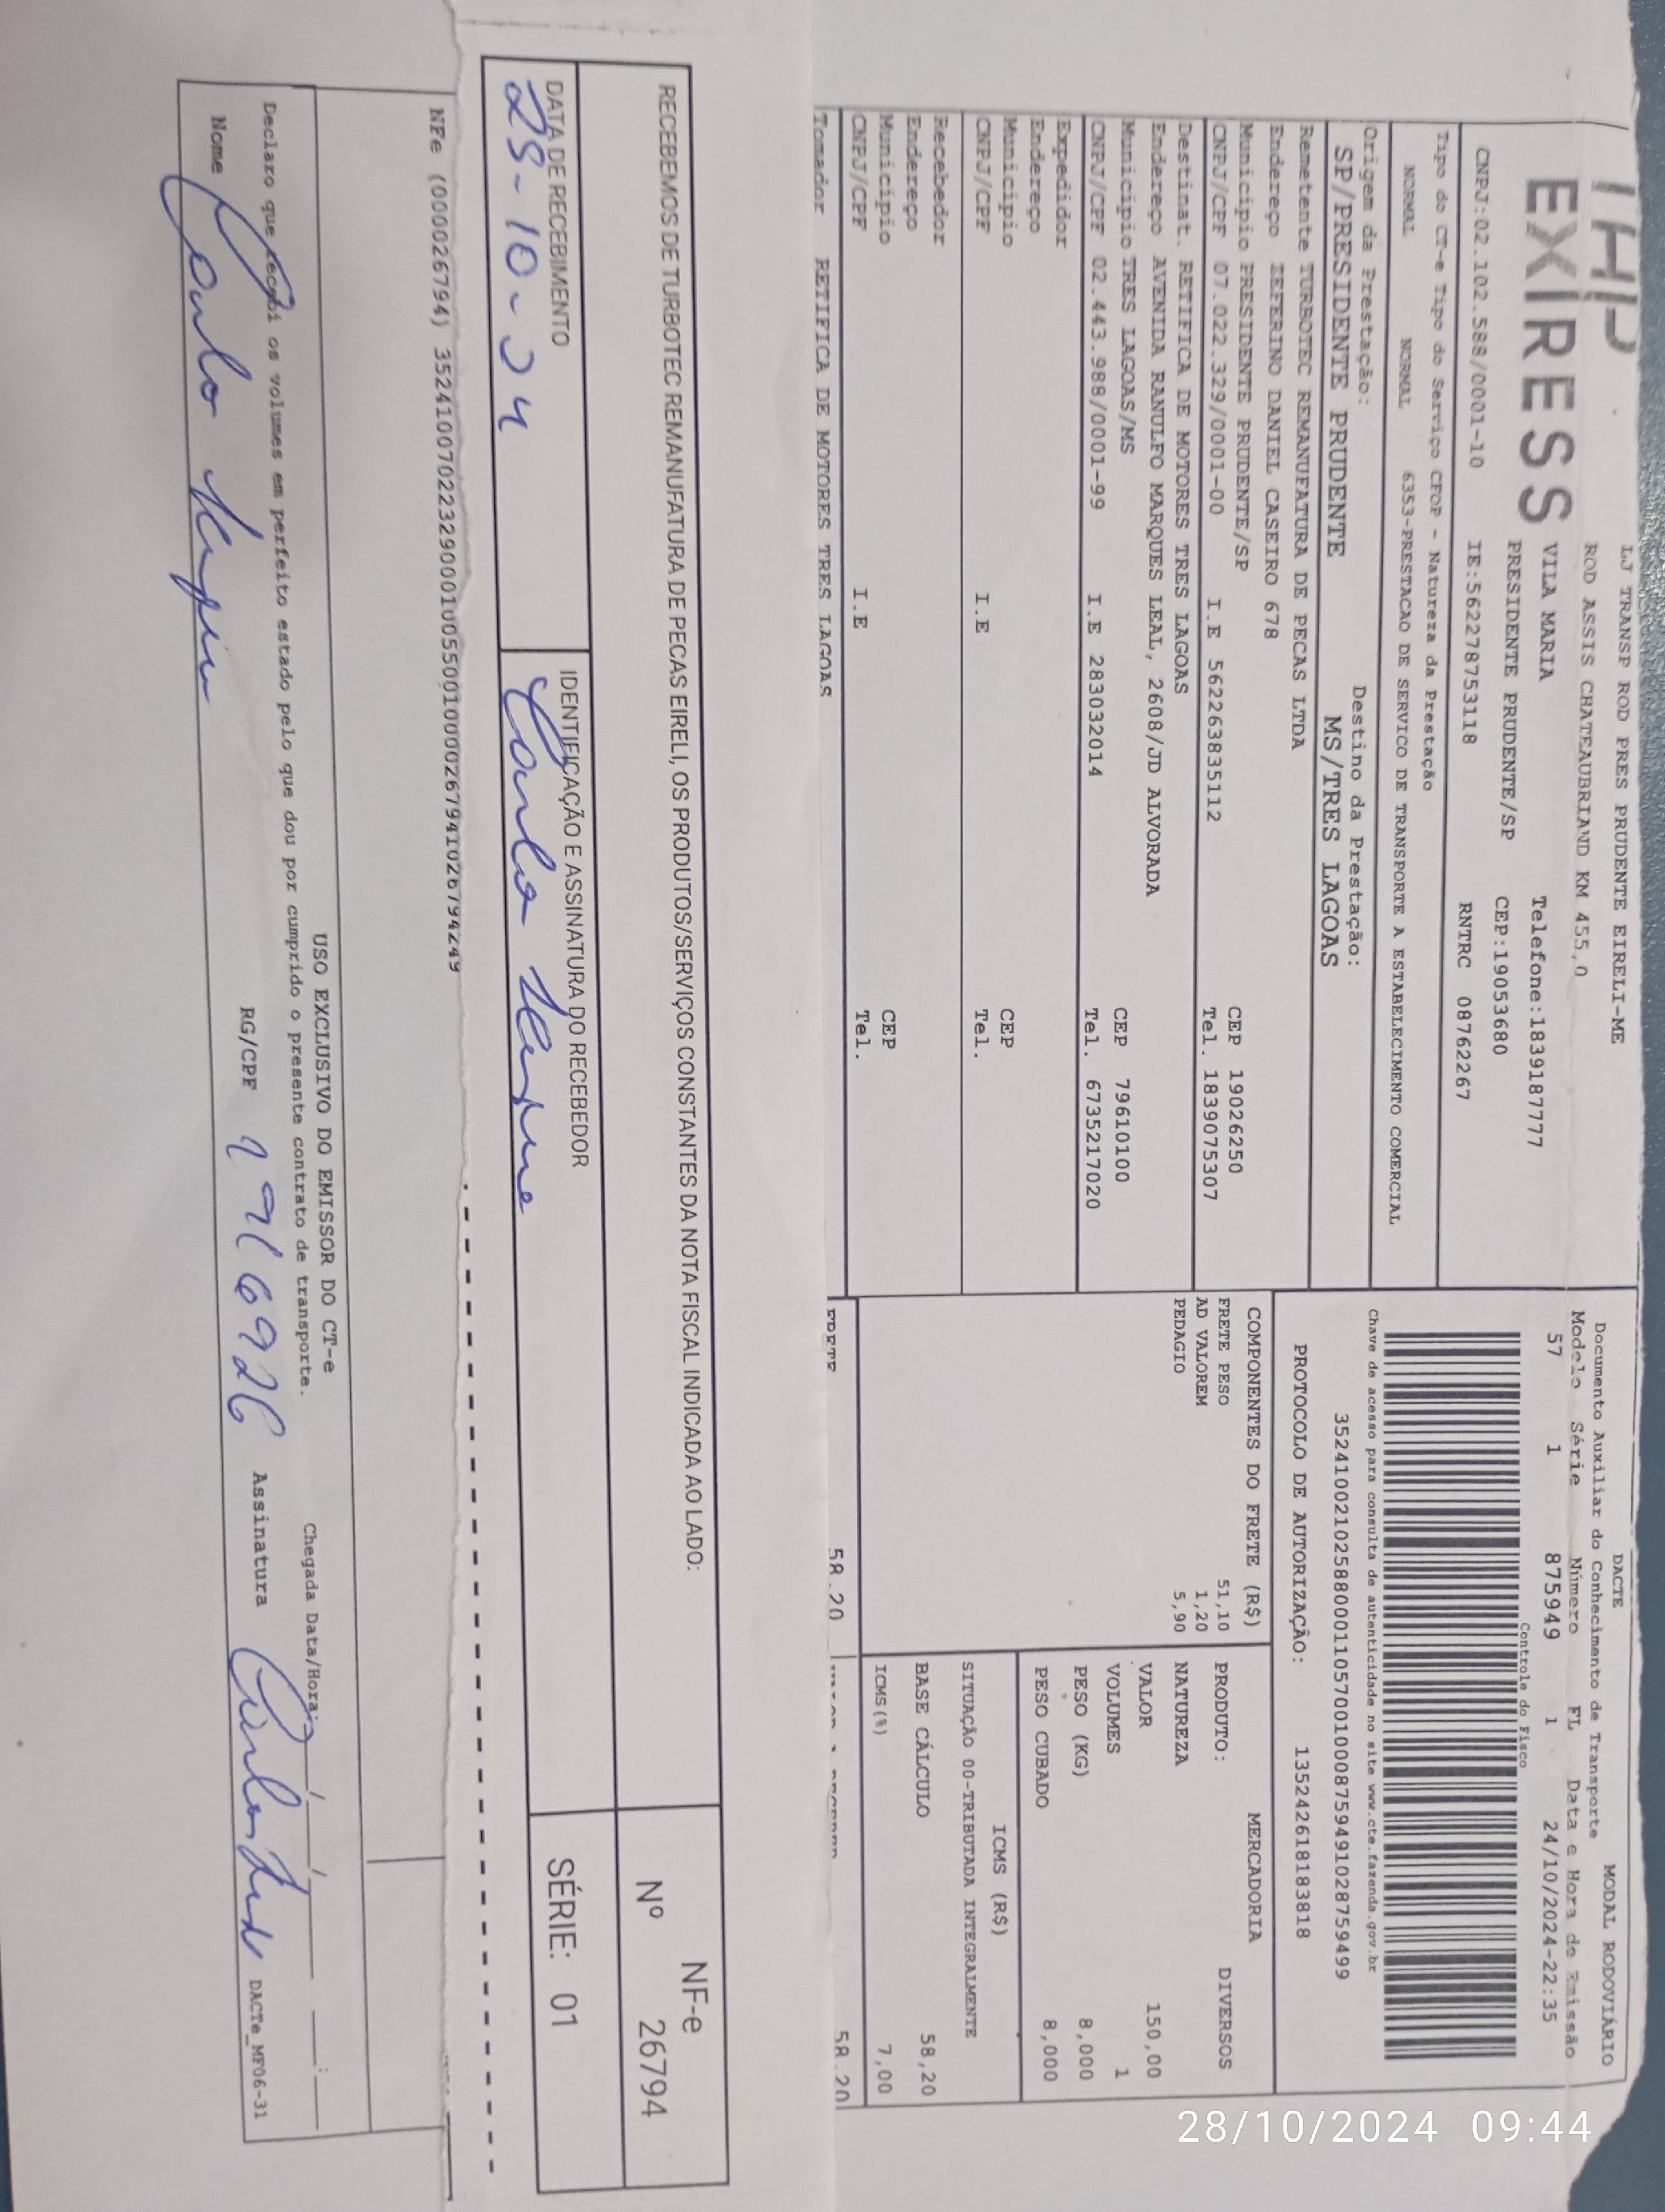 EXPRESS
LJ TRANSP ROD PRES PRUDENTE EIRELI-ME
ROD ASSIS CHATEAUBRIAND KM 455,0
VILA MARIA Telefone:1839187777
PRESIDENTE PRUDENTE/SP CEP:19053680
CNPJ:02.102.588/0001-10 IE:562278753118 RNTRC 08762267
Tipo do CT-e Tipo do Serviço CFOP - Natureza da Prestação
NORMAL NORMAL 6353-PRESTACAO DE SERVICO DE TRANSPORTE A ESTABELECIMENTO COMERCIAL
Origem da Prestação: Destino da Prestação:
SP/PRESIDENTE PRUDENTE MS/TRES LAGOAS
Remetente TURBOTEC REMANUFATURA DE PECAS LTDA
Endereço ZEFERINO DANIEL CASEIRO 678
Município PRESIDENTE PRUDENTE/SP CEP 19026250
CNPJ/CPF 07.022.329/0001-00 I.E 562263835112 Tel. 1839075307
Destinat. RETIFICA DE MOTORES TRES LAGOAS
Endereço AVENIDA RANULFO MARQUES LEAL, 2608/JD ALVORADA
Município TRES LAGOAS/MS CEP 79610100
CNPJ/CPF 02.443.988/0001-99 I.E 283032014 Tel. 6735217020
Expedidor
Endereço
Município CEP
CNPJ/CPF I.E Tel.
Recebedor
Endereço
Município CEP
CNPJ/CPF I.E Tel.
Tomador RETIFICA DE MOTORES TRES LAGOAS
DACTE MODAL RODOVIÁRIO
Documento Auxiliar do Conhecimento de Transporte
Modelo Série Número FL Data e Hora de Emissão
57 1 875949 1 24/10/2024-22:35
Controle do Fisco
Chave de acesso para consulta de autenticidade no site www.cte.fazenda.gov.br
35241002102588000110570010008759491028759499
PROTOCOLO DE AUTORIZAÇÃO: 135242618183818
COMPONENTES DO FRETE (R$)
FRETE PESO 51,10
AD VALOREM 1,20
PEDAGIO 5,90
FRETE 58.20
MERCADORIA
PRODUTO: DIVERSOS
NATUREZA
VALOR 150,00
VOLUMES 1
PESO (KG) 8,000
PESO CUBADO 8,000
ICMS (R$)
SITUAÇÃO 00-TRIBUTADA INTEGRALMENTE
BASE CÁLCULO 58,20
ICMS(%) 7,00
58.20
RECEBEMOS DE TURBOTEC REMANUFATURA DE PECAS EIRELI, OS PRODUTOS/SERVIÇOS CONSTANTES DA NOTA FISCAL INDICADA AO LADO:
DATA DE RECEBIMENTO
28-10-24
IDENTIFICAÇÃO E ASSINATURA DO RECEBEDOR
NF-e
Nº 26794
SÉRIE: 01
NFe (000026794) 35241007022329000100550010000267941026794249
USO EXCLUSIVO DO EMISSOR DO CT-e
Declaro que recebi os volumes em perfeito estado pelo que dou por cumprido o presente contrato de transporte.
Chegada Data/Hora: __/__/____ __:__
Nome RG/CPF Assinatura
DACTe_MF06-31
28/10/2024 09:44